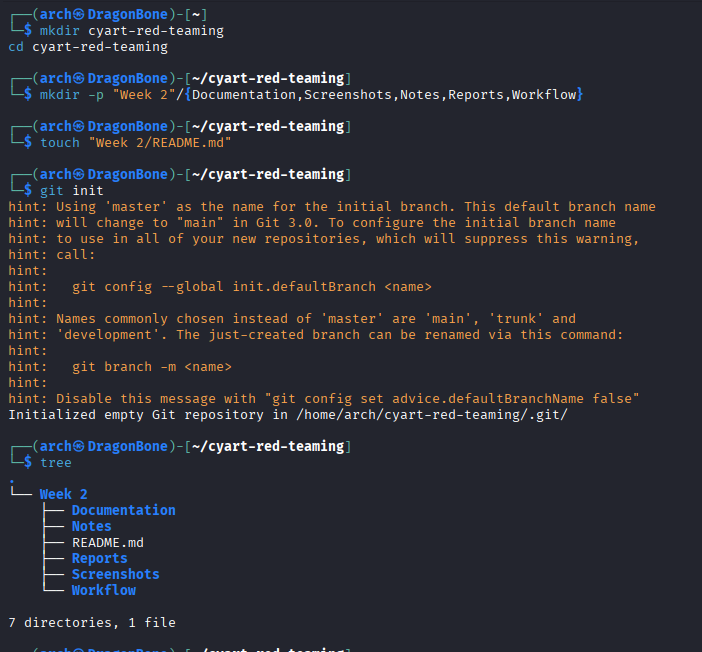 ┌──(arch㉿DragonBone)-[~]
└─$ mkdir cyart-red-teaming
cd cyart-red-teaming
┌──(arch㉿DragonBone)-[~/cyart-red-teaming]
└─$ mkdir -p "Week 2"/{Documentation,Screenshots,Notes,Reports,Workflow}
┌──(arch㉿DragonBone)-[~/cyart-red-teaming]
└─$ touch "Week 2/README.md"
┌──(arch㉿DragonBone)-[~/cyart-red-teaming]
└─$ git init
hint: Using 'master' as the name for the initial branch. This default branch name
hint: will change to "main" in Git 3.0. To configure the initial branch name
hint: to use in all of your new repositories, which will suppress this warning,
hint: call:
hint:
hint:   git config --global init.defaultBranch <name>
hint:
hint: Names commonly chosen instead of 'master' are 'main', 'trunk' and
hint: 'development'. The just-created branch can be renamed via this command:
hint:
hint:   git branch -m <name>
hint:
hint: Disable this message with "git config set advice.defaultBranchName false"
Initialized empty Git repository in /home/arch/cyart-red-teaming/.git/
┌──(arch㉿DragonBone)-[~/cyart-red-teaming]
└─$ tree
.
└── Week 2
    ├── Documentation
    ├── Notes
    ├── README.md
    ├── Reports
    ├── Screenshots
    └── Workflow
7 directories, 1 file
┌──(arch㉿DragonBone)-[~/cyart-red-teaming]